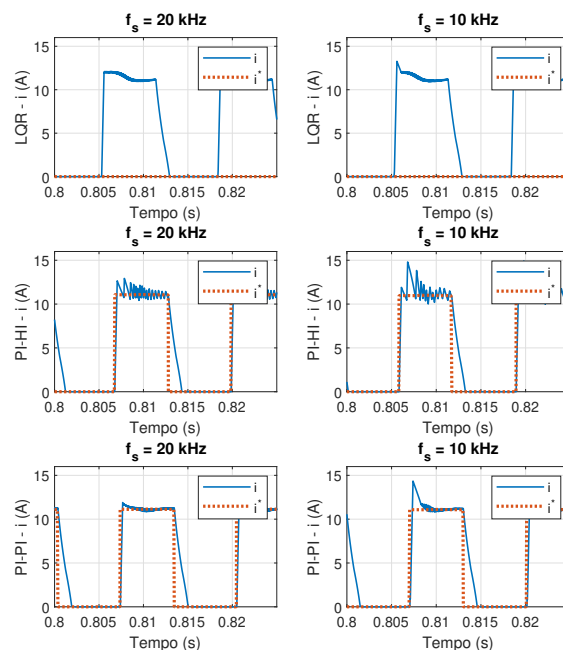 f_s = 20 kHz
LQR - i (A)
15
10
5
0
i
i*
0.8 0.805 0.81 0.815 0.82
Tempo (s)
f_s = 10 kHz
LQR - i (A)
15
10
5
0
i
i*
0.8 0.805 0.81 0.815 0.82
Tempo (s)
f_s = 20 kHz
PI-HI - i (A)
15
10
5
0
i
i*
0.8 0.805 0.81 0.815 0.82
Tempo (s)
f_s = 10 kHz
PI-HI - i (A)
15
10
5
0
i
i*
0.8 0.805 0.81 0.815 0.82
Tempo (s)
f_s = 20 kHz
PI-PI - i (A)
15
10
5
0
i
i*
0.8 0.805 0.81 0.815 0.82
Tempo (s)
f_s = 10 kHz
PI-PI - i (A)
15
10
5
0
i
i*
0.8 0.805 0.81 0.815 0.82
Tempo (s)